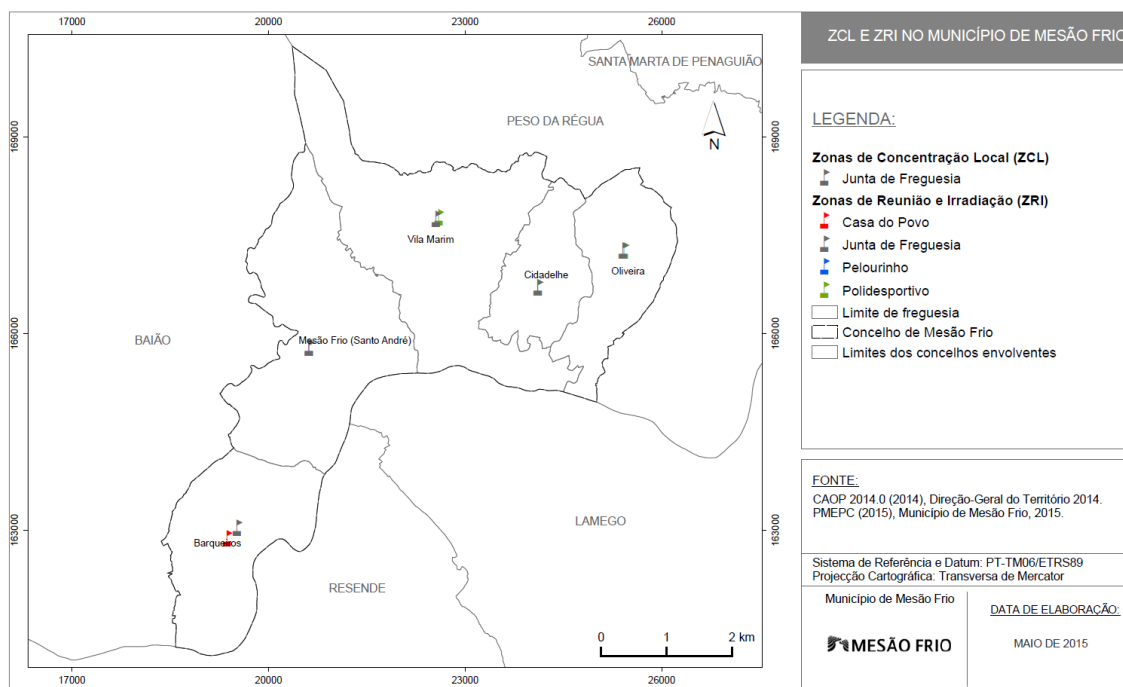 17000 20000 23000 26000
ZCL E ZRI NO MUNICÍPIO DE MESÃO FRIO
SANTA MARTA DE PENAGUIÃO
PESO DA RÉGUA
169000 169000
N
Vila Marim
Cidadelhe
Oliveira
166000 166000
BAIÃO
Mesão Frio (Santo André)
163000 163000
Barqueiros
LAMEGO
RESENDE
0 1 2 km
17000 20000 23000 26000
LEGENDA:
Zonas de Concentração Local (ZCL)
Junta de Freguesia
Zonas de Reunião e Irradiação (ZRI)
Casa do Povo
Junta de Freguesia
Pelourinho
Polidesportivo
Limite de freguesia
Concelho de Mesão Frio
Limites dos concelhos envolventes
FONTE:
CAOP 2014.0 (2014), Direção-Geral do Território 2014.
PMEPC (2015), Município de Mesão Frio, 2015.
Sistema de Referência e Datum: PT-TM06/ETRS89
Projecção Cartográfica: Transversa de Mercator
Município de Mesão Frio
MESÃO FRIO
DATA DE ELABORAÇÃO:
MAIO DE 2015